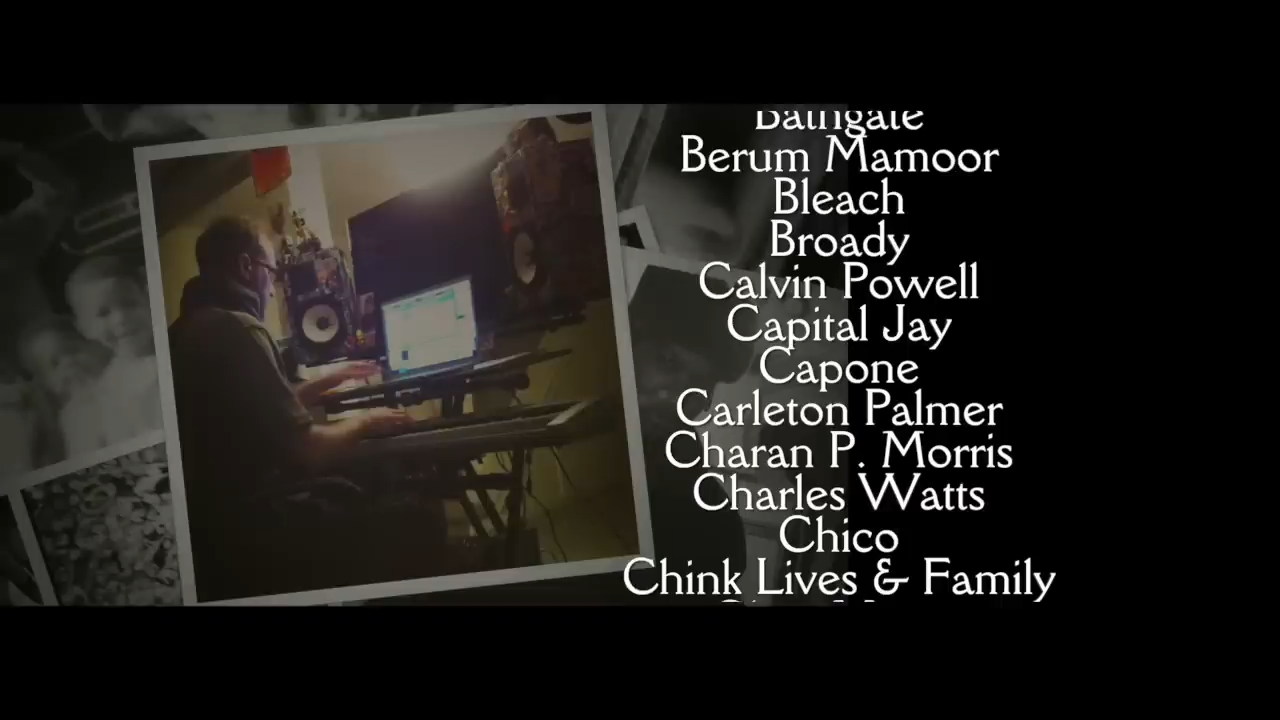 Bathgate
Berum Mamoor
Bleach
Broady
Calvin Powell
Capital Jay
Capone
Carleton Palmer
Charan P. Morris
Charles Watts
Chico
Chink Lives & Family